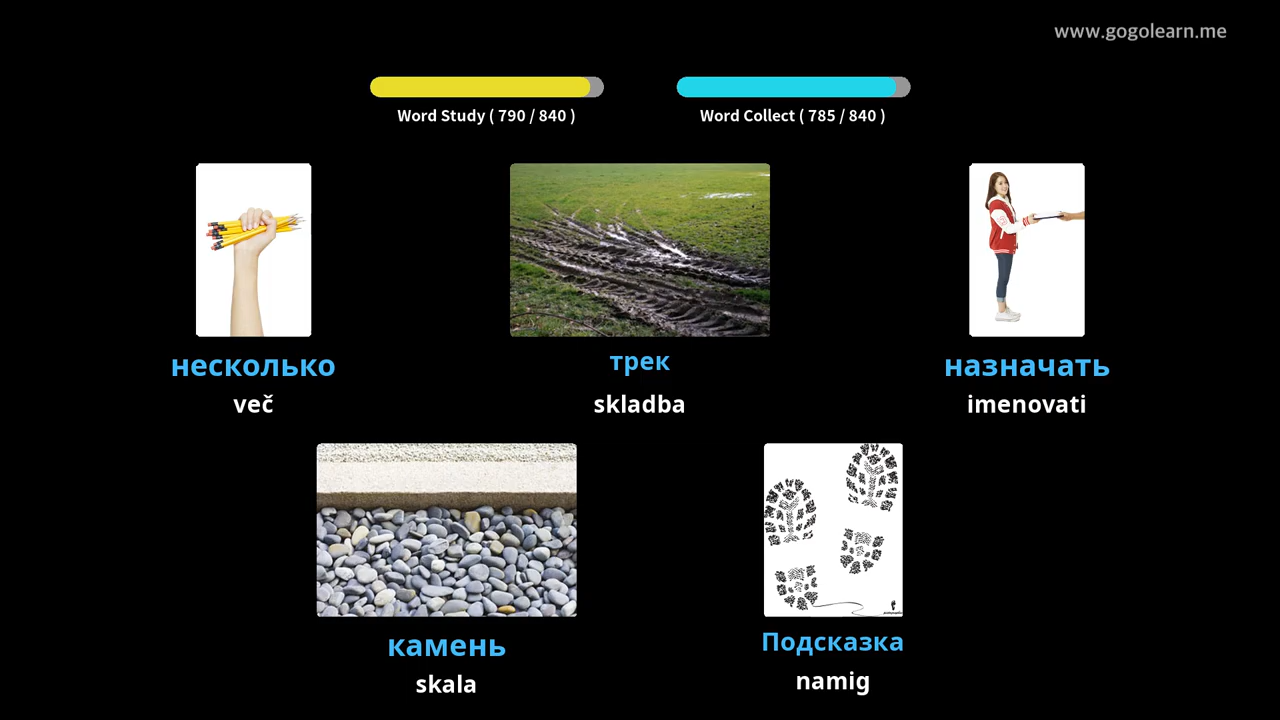 www.gogolearn.me
Word Study ( 790 / 840 )
Word Collect ( 785 / 840 )
несколько
več
трек
skladba
назначать
imenovati
камень
skala
Подсказка
namig